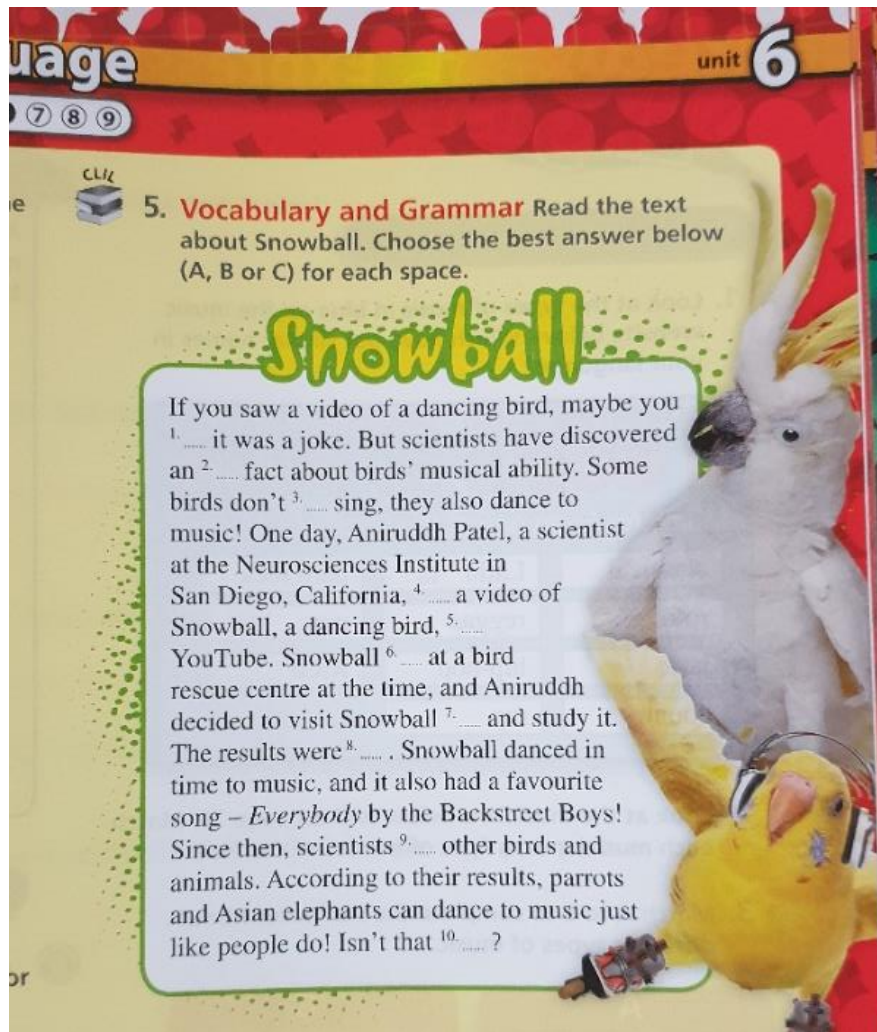 uage
unit 6
7 8 9
CLIL
e
5. Vocabulary and Grammar Read the text
about Snowball. Choose the best answer below
(A, B or C) for each space.
Snowball
If you saw a video of a dancing bird, maybe you
1. ..... it was a joke. But scientists have discovered
an 2. ..... fact about birds' musical ability. Some
birds don't 3. ..... sing, they also dance to
music! One day, Aniruddh Patel, a scientist
at the Neurosciences Institute in
San Diego, California, 4. ..... a video of
Snowball, a dancing bird, 5. .....
YouTube. Snowball 6. ..... at a bird
rescue centre at the time, and Aniruddh
decided to visit Snowball 7. ..... and study it.
The results were 8. ..... . Snowball danced in
time to music, and it also had a favourite
song – Everybody by the Backstreet Boys!
Since then, scientists 9. ..... other birds and
animals. According to their results, parrots
and Asian elephants can dance to music just
like people do! Isn't that 10. ..... ?
or